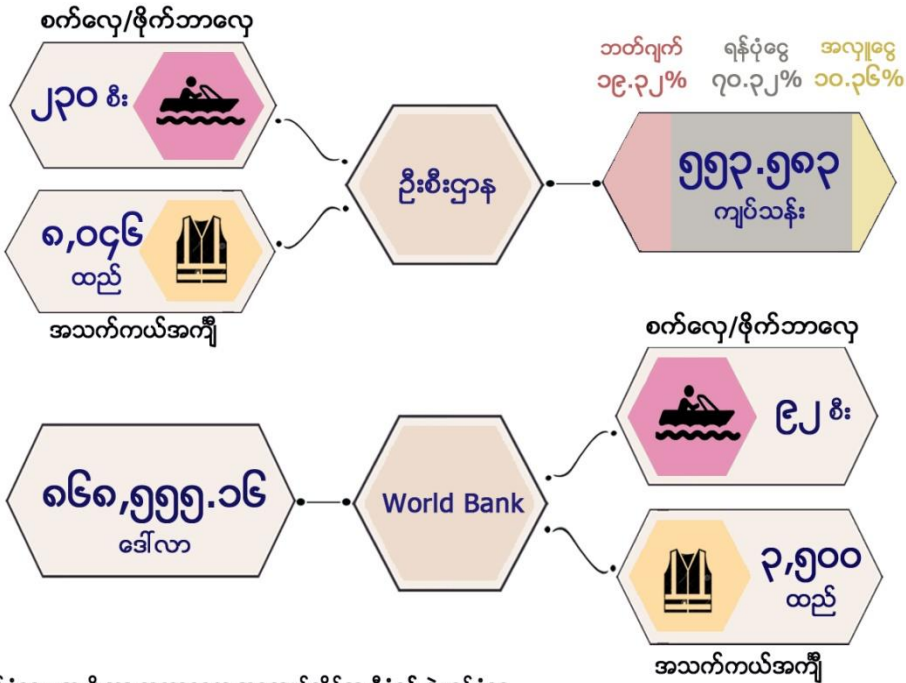 စက်လှေ/ဖိုက်ဘာလှေ
၂၃၀ စီး
၈,၀၄၆
ထည်
အသက်ကယ်အင်္ကျီ
ဦးစီးဌာန
ဘတ်ဂျက် ရန်ပုံငွေ အလှူငွေ
၁၉.၃၂% ၇၀.၃၂% ၁၀.၃၆%
၅၅၃.၅၈၃
ကျပ်သန်း
၈၆၈,၅၅၅.၁၆
ဒေါ်လာ
World Bank
စက်လှေ/ဖိုက်ဘာလှေ
၉၂ စီး
၃,၅၀၀
ထည်
အသက်ကယ်အင်္ကျီ